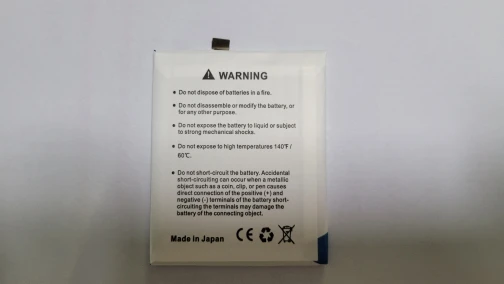 WARNING
● Do not dispose of batteries in a fire.
● Do not disassemble or modify the battery, or
for any other purpose.
● Do not expose the battery to liquid or subject
to strong mechanical shocks.
● Do not expose to high temperatures 140℉ /
60℃.
● Do not short-circuit the battery. Accidental
short-circuiting can occur when a metallic
object such as a coin, clip, or pen causes
direct connection of the positive (+) and
negative (-) terminals of the battery short-
circuiting the terminals may damage the
battery of the connecting object.
Made in Japan CE